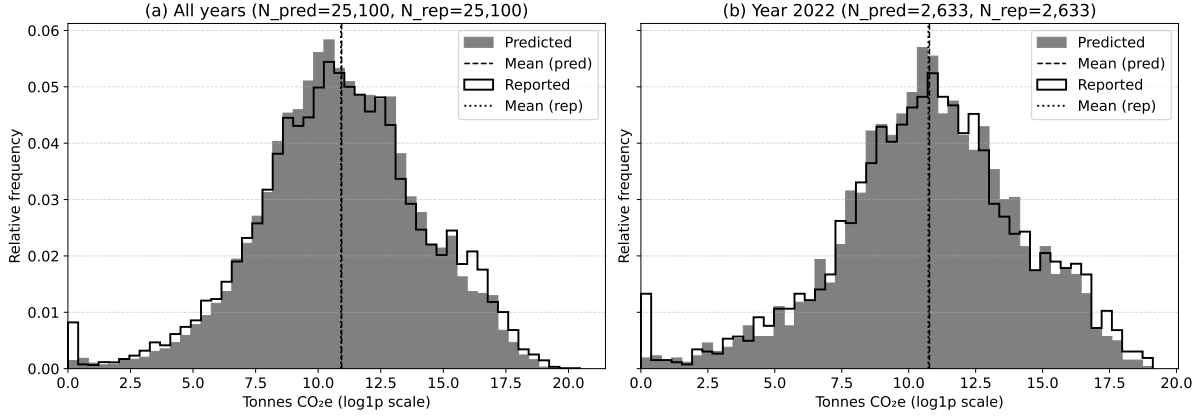 (a) All years (N_pred=25,100, N_rep=25,100)
Relative frequency
0.06
0.05
0.04
0.03
0.02
0.01
0.00
Predicted
Mean (pred)
Reported
Mean (rep)
0.0 2.5 5.0 7.5 10.0 12.5 15.0 17.5 20.0
Tonnes CO₂e (log1p scale)
(b) Year 2022 (N_pred=2,633, N_rep=2,633)
Relative frequency
Predicted
Mean (pred)
Reported
Mean (rep)
0.0 2.5 5.0 7.5 10.0 12.5 15.0 17.5 20.0
Tonnes CO₂e (log1p scale)